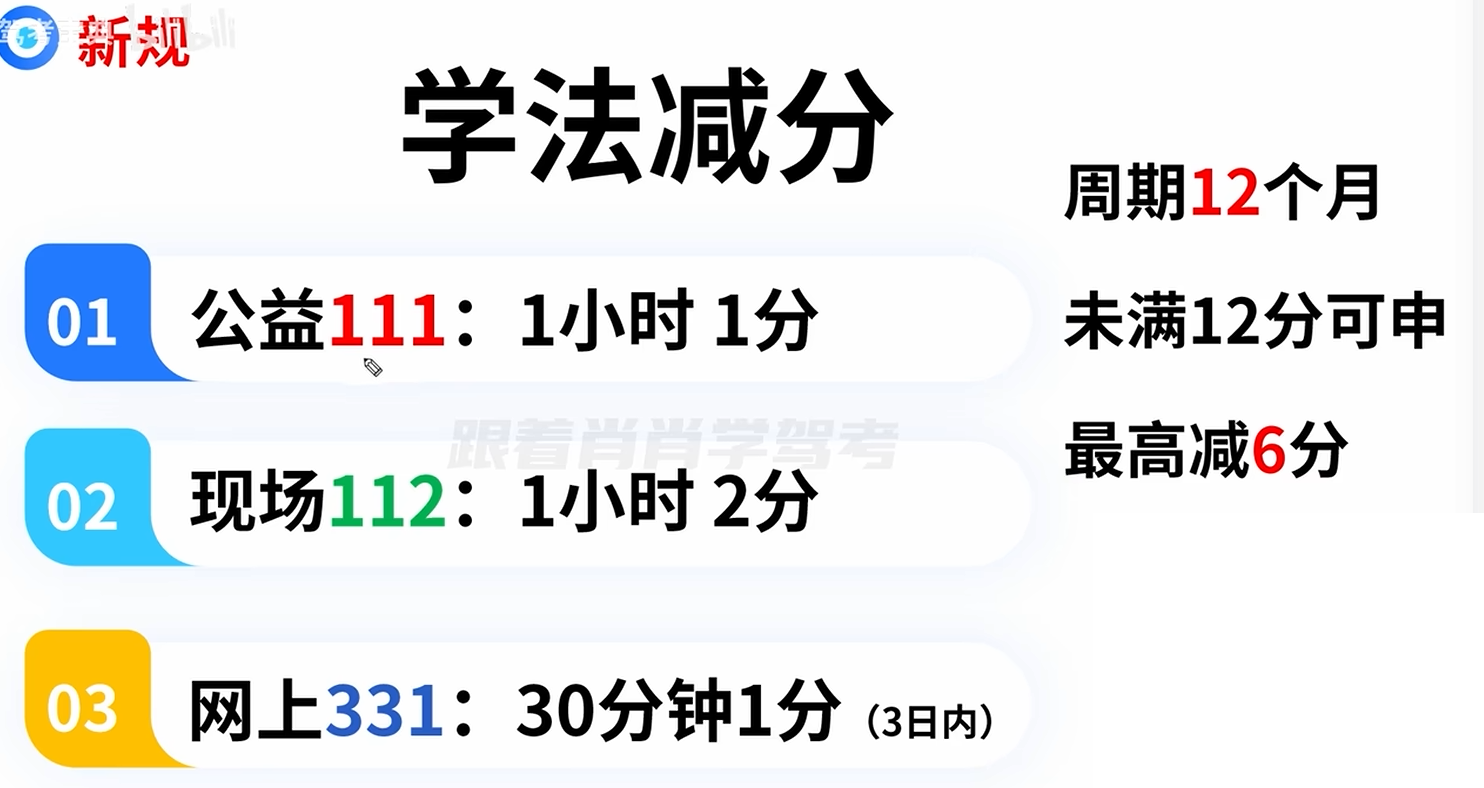 新规
学法减分
周期12个月
未满12分可申
最高减6分
01
公益111：1小时 1分
跟着肖肖学驾考
02
现场112：1小时 2分
03
网上331：30分钟1分（3日内）